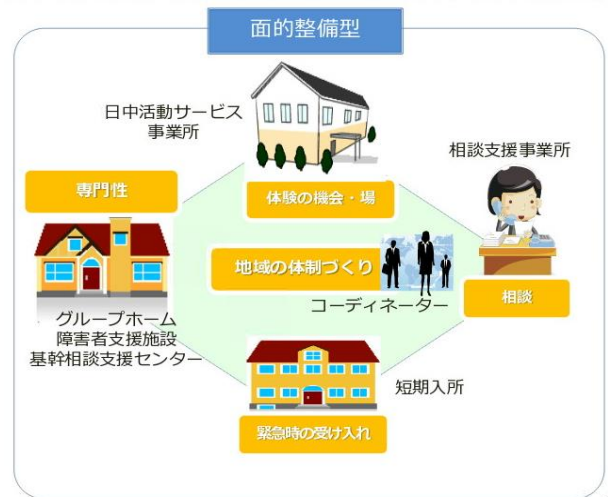 面的整備型
日中活動サービス
事業所
相談支援事業所
専門性
体験の機会・場
地域の体制づくり
コーディネーター
相談
グループホーム
障害者支援施設
基幹相談支援センター
短期入所
緊急時の受け入れ